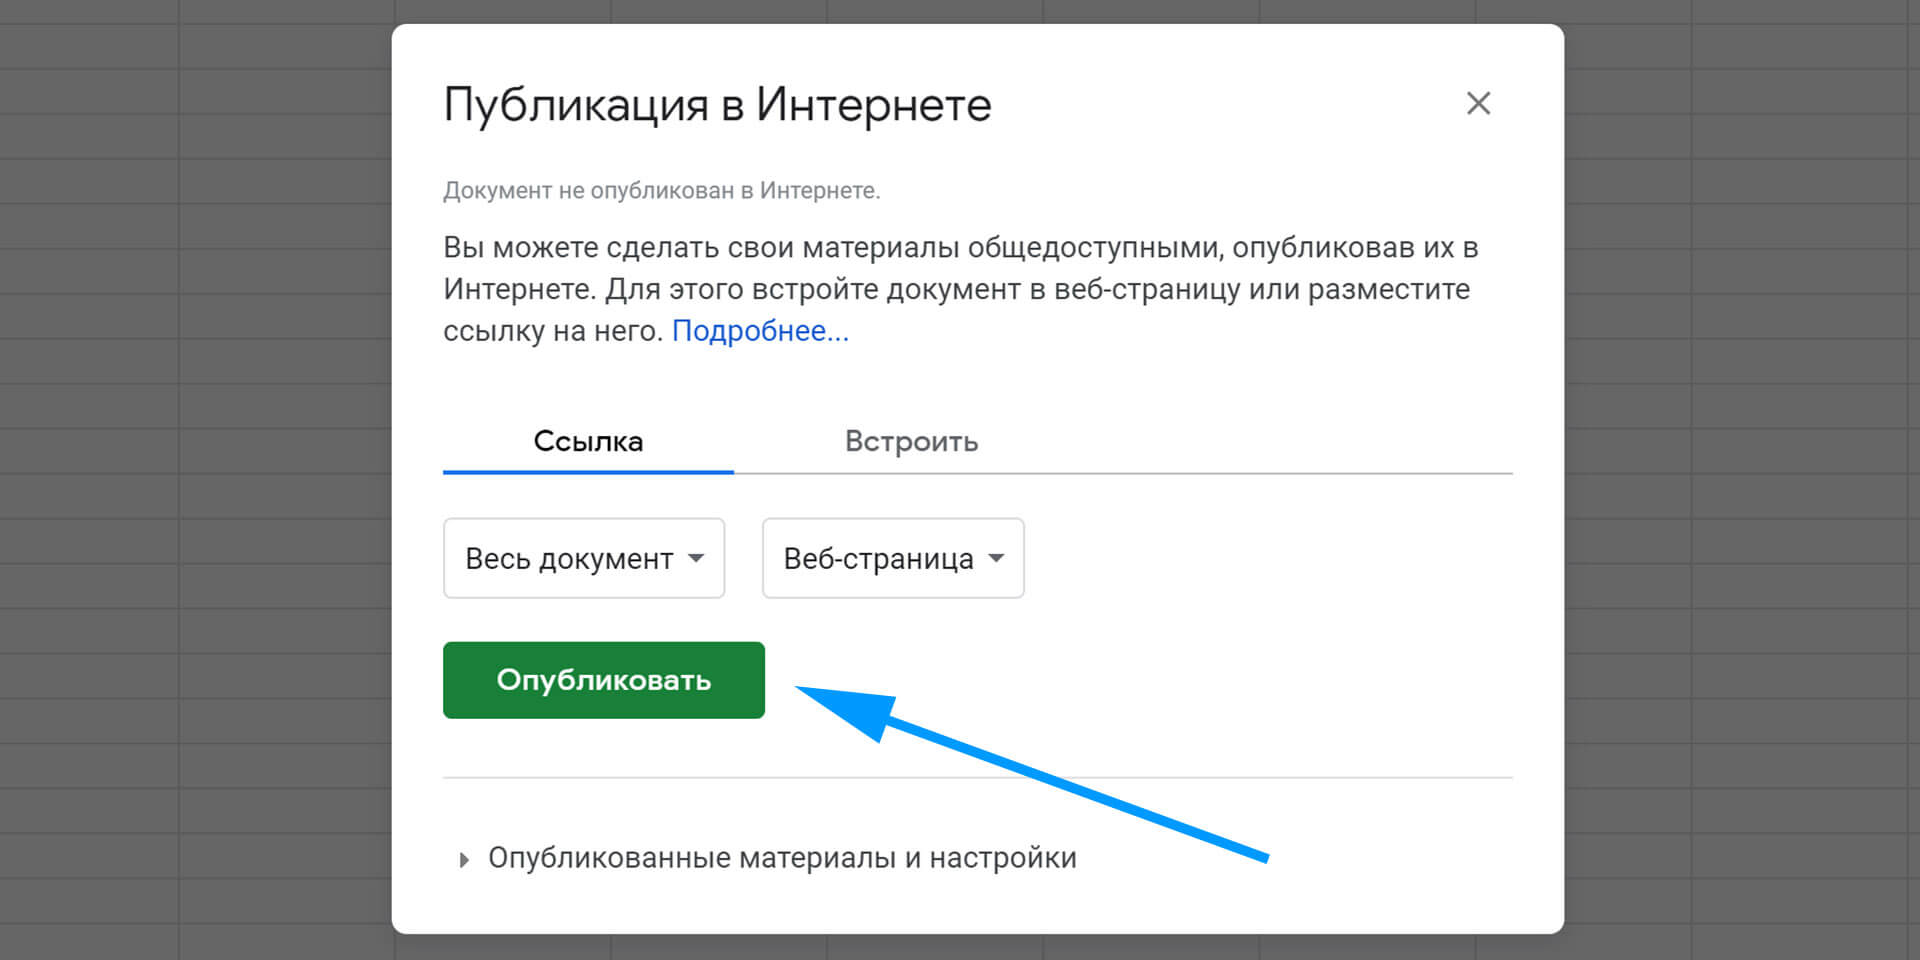 Публикация в Интернете
Документ не опубликован в Интернете.
Вы можете сделать свои материалы общедоступными, опубликовав их в
Интернете. Для этого встройте документ в веб-страницу или разместите
ссылку на него. Подробнее...
Ссылка Встроить
Весь документ Веб-страница
Опубликовать
Опубликованные материалы и настройки